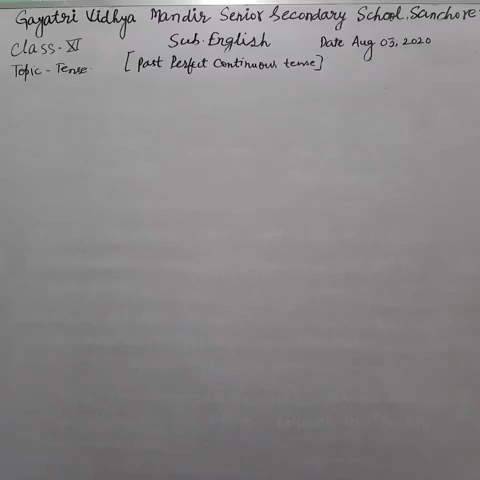 Gayatri Vidhya Mandir Senior Secondary School, Sanchore.
Class-XI Sub. English Date Aug 03, 2020
Topic - Tense. [Past Perfect Continuous tense]